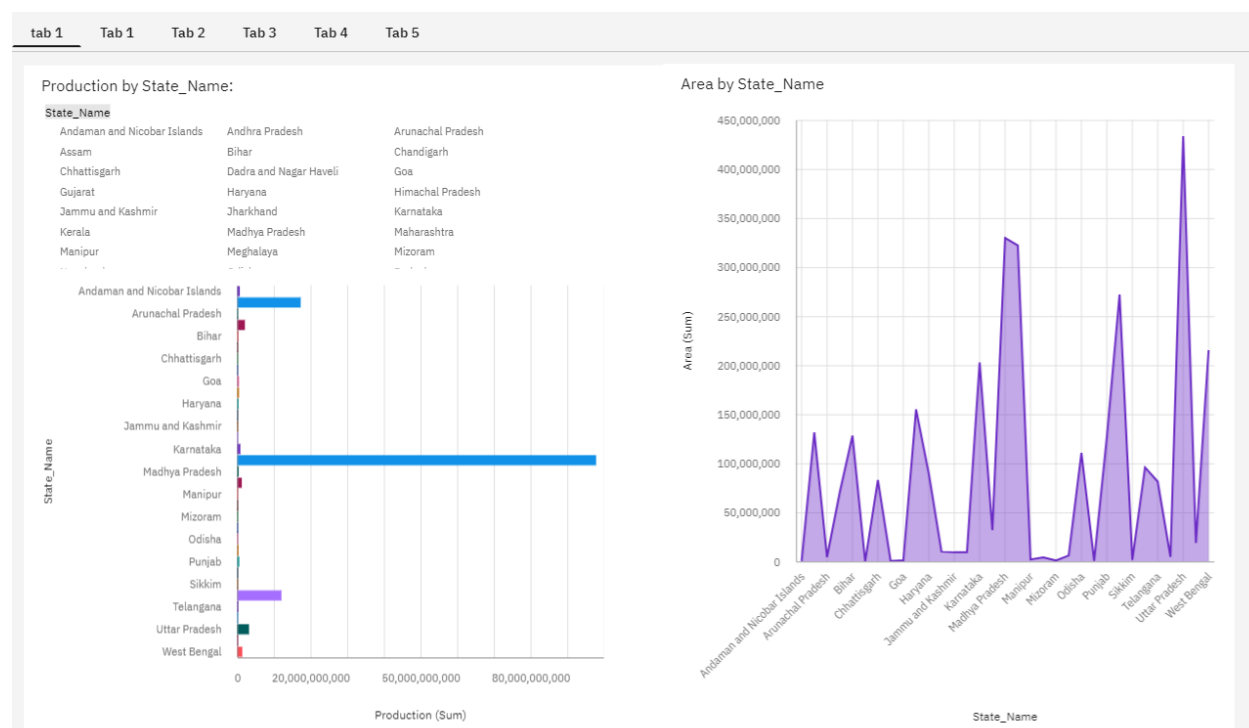 tab 1 Tab 1 Tab 2 Tab 3 Tab 4 Tab 5
Production by State_Name:
State_Name
Andaman and Nicobar Islands Andhra Pradesh Arunachal Pradesh
Assam Bihar Chandigarh
Chhattisgarh Dadra and Nagar Haveli Goa
Gujarat Haryana Himachal Pradesh
Jammu and Kashmir Jharkhand Karnataka
Kerala Madhya Pradesh Maharashtra
Manipur Meghalaya Mizoram
State_Name
Andaman and Nicobar Islands
Arunachal Pradesh
Bihar
Chhattisgarh
Goa
Haryana
Jammu and Kashmir
Karnataka
Madhya Pradesh
Manipur
Mizoram
Odisha
Punjab
Sikkim
Telangana
Uttar Pradesh
West Bengal
0 20,000,000,000 50,000,000,000 80,000,000,000
Production (Sum)
Area by State_Name
Area (Sum)
450,000,000
400,000,000
350,000,000
300,000,000
250,000,000
200,000,000
150,000,000
100,000,000
50,000,000
0
Andaman and Nicobar Islands
Arunachal Pradesh
Bihar
Chhattisgarh
Goa
Haryana
Jammu and Kashmir
Karnataka
Madhya Pradesh
Manipur
Mizoram
Odisha
Punjab
Sikkim
Telangana
Uttar Pradesh
West Bengal
State_Name